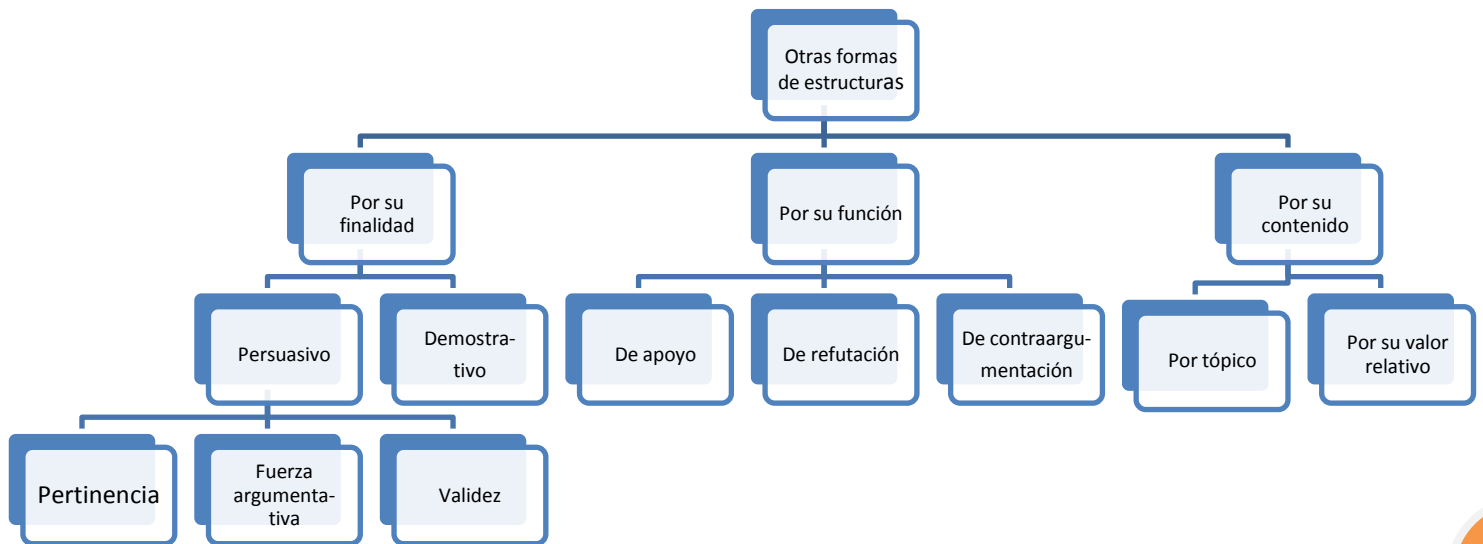 Otras formas
de estructuras
Por su
finalidad
Por su función
Por su
contenido
Persuasivo
Demostra-
tivo
De apoyo
De refutación
De contraargu-
mentación
Por tópico
Por su valor
relativo
Pertinencia
Fuerza
argumenta-
tiva
Validez